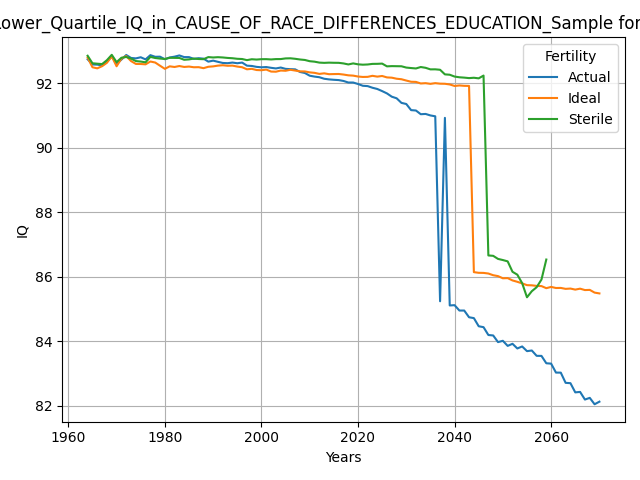 Lower_Quartile_IQ_in_CAUSE_OF_RACE_DIFFERENCES_EDUCATION_Sample for
Fertility
Actual
Ideal
Sterile
IQ
92
90
88
86
84
82
1960
1980
2000
2020
2040
2060
Years